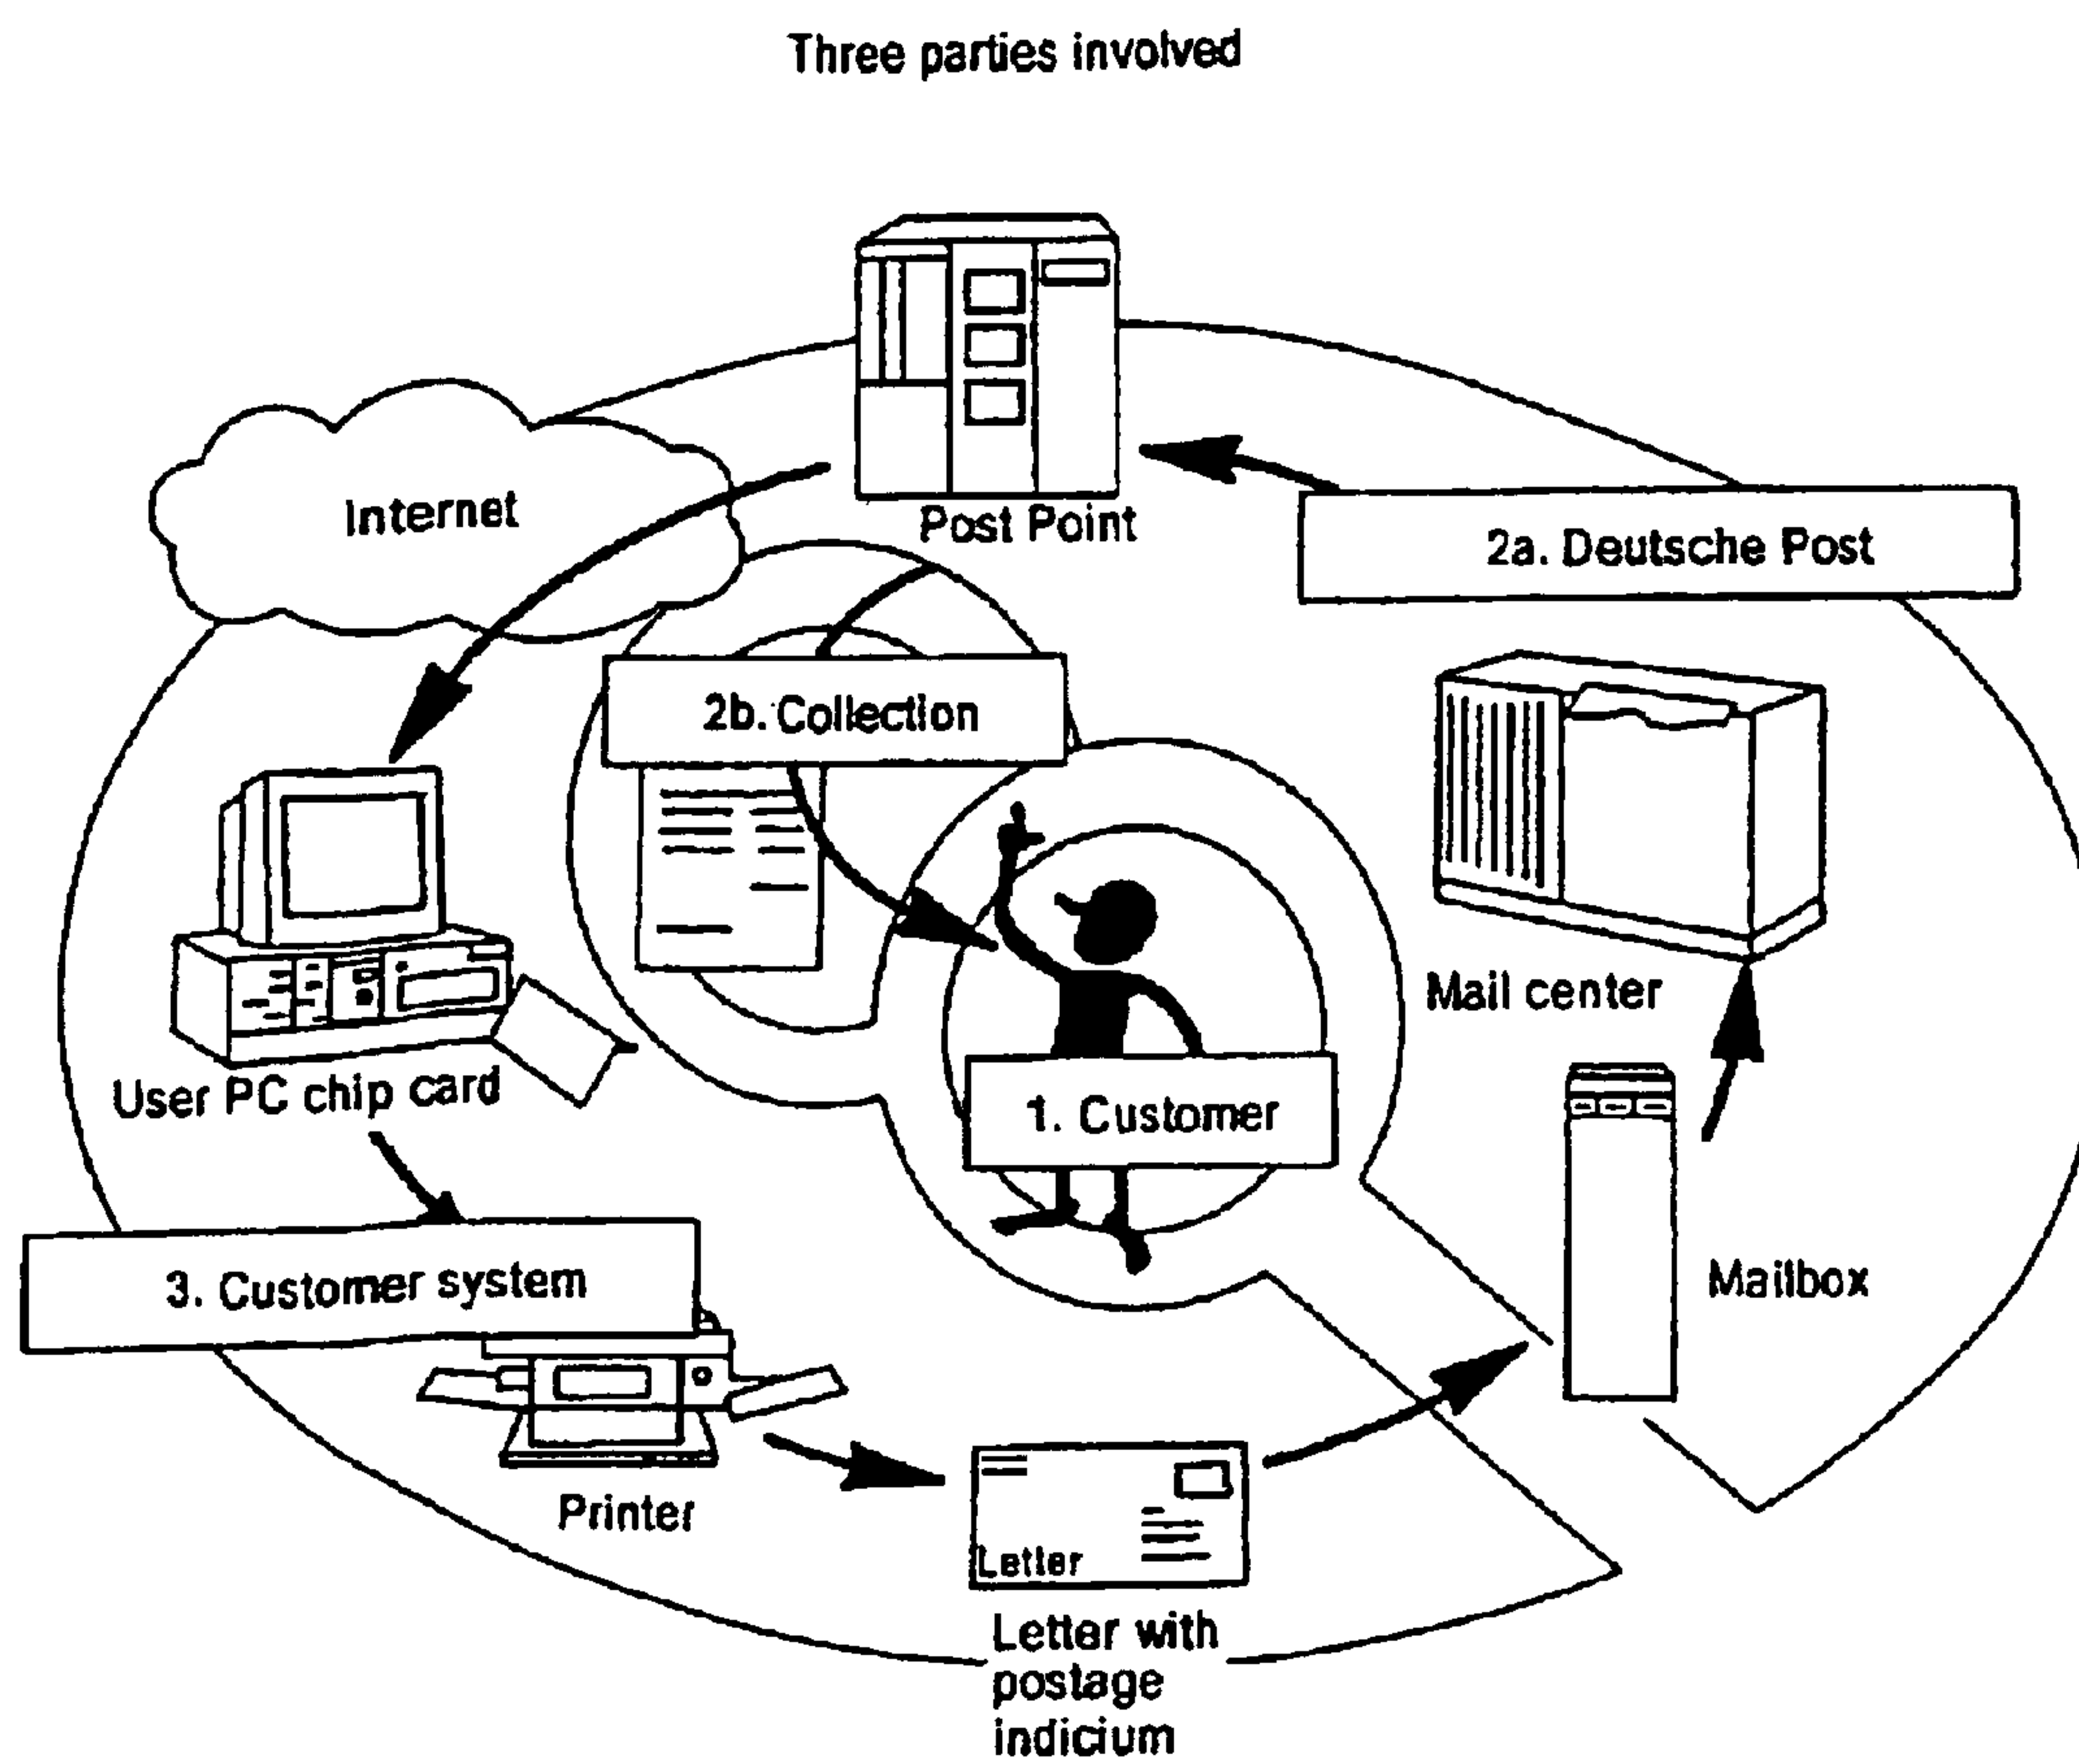 Three parties involved
Internet
Post Point
2a. Deutsche Post
2b. Collection
User PC chip card
1. Customer
Mail center
Mailbox
3. Customer system
Printer
Letter
Letter with
postage
indicium